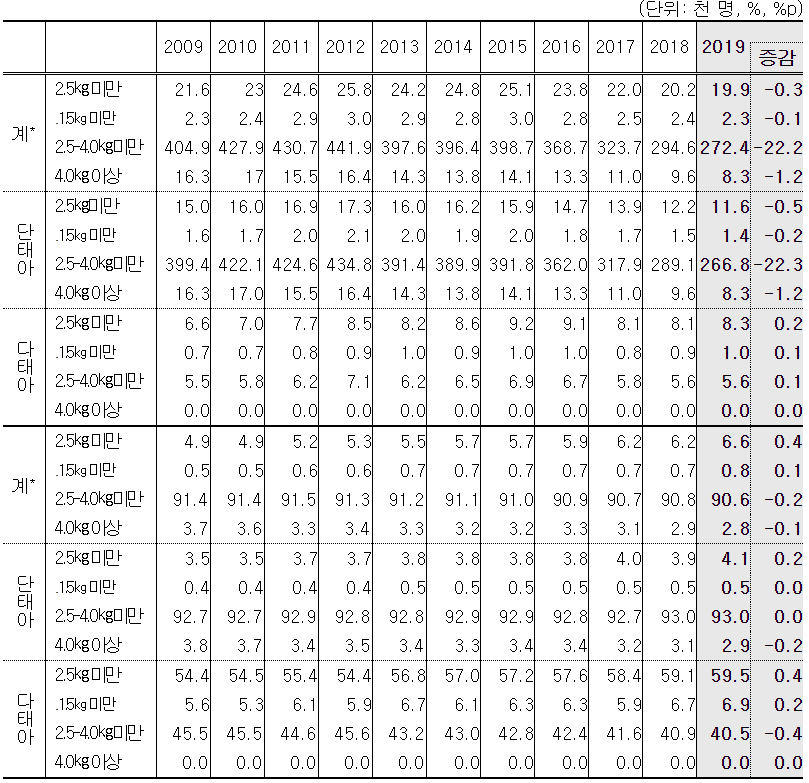 (단위: 천 명, %, %p)
2009 2010 2011 2012 2013 2014 2015 2016 2017 2018 2019 증감
계*
2.5kg미만 21.6 23 24.6 25.8 24.2 24.8 25.1 23.8 22.0 20.2 19.9 -0.3
.1.5kg미만 2.3 2.4 2.9 3.0 2.9 2.8 3.0 2.8 2.5 2.4 2.3 -0.1
2.5-4.0kg미만 404.9 427.9 430.7 441.9 397.6 396.4 398.7 368.7 323.7 294.6 272.4 -22.2
4.0kg이상 16.3 17 15.5 16.4 14.3 13.8 14.1 13.3 11.0 9.6 8.3 -1.2
단태아
2.5kg미만 15.0 16.0 16.9 17.3 16.0 16.2 15.9 14.7 13.9 12.2 11.6 -0.5
.1.5kg미만 1.6 1.7 2.0 2.1 2.0 1.9 2.0 1.8 1.7 1.5 1.4 -0.2
2.5-4.0kg미만 399.4 422.1 424.6 434.8 391.4 389.9 391.8 362.0 317.9 289.1 266.8 -22.3
4.0kg이상 16.3 17.0 15.5 16.4 14.3 13.8 14.1 13.3 11.0 9.6 8.3 -1.2
다태아
2.5kg미만 6.6 7.0 7.7 8.5 8.2 8.6 9.2 9.1 8.1 8.1 8.3 0.2
.1.5kg미만 0.7 0.7 0.8 0.9 1.0 0.9 1.0 1.0 0.8 0.9 1.0 0.1
2.5-4.0kg미만 5.5 5.8 6.2 7.1 6.2 6.5 6.9 6.7 5.8 5.6 5.6 0.1
4.0kg이상 0.0 0.0 0.0 0.0 0.0 0.0 0.0 0.0 0.0 0.0 0.0 0.0
계*
2.5kg미만 4.9 4.9 5.2 5.3 5.5 5.7 5.7 5.9 6.2 6.2 6.6 0.4
.1.5kg미만 0.5 0.5 0.6 0.6 0.7 0.7 0.7 0.7 0.7 0.7 0.8 0.1
2.5-4.0kg미만 91.4 91.4 91.5 91.3 91.2 91.1 91.0 90.9 90.7 90.8 90.6 -0.2
4.0kg이상 3.7 3.6 3.3 3.4 3.3 3.2 3.2 3.3 3.1 2.9 2.8 -0.1
단태아
2.5kg미만 3.5 3.5 3.7 3.7 3.8 3.8 3.8 3.8 4.0 3.9 4.1 0.2
.1.5kg미만 0.4 0.4 0.4 0.4 0.5 0.5 0.5 0.5 0.5 0.5 0.5 0.0
2.5-4.0kg미만 92.7 92.7 92.9 92.8 92.8 92.9 92.9 92.8 92.7 93.0 93.0 0.0
4.0kg이상 3.8 3.7 3.4 3.5 3.4 3.3 3.4 3.4 3.2 3.1 2.9 -0.2
다태아
2.5kg미만 54.4 54.5 55.4 54.4 56.8 57.0 57.2 57.6 58.4 59.1 59.5 0.4
.1.5kg미만 5.6 5.3 6.1 5.9 6.7 6.1 6.3 6.3 5.9 6.7 6.9 0.2
2.5-4.0kg미만 45.5 45.5 44.6 45.6 43.2 43.0 42.8 42.4 41.6 40.9 40.5 -0.4
4.0kg이상 0.0 0.0 0.0 0.0 0.0 0.0 0.0 0.0 0.0 0.0 0.0 0.0